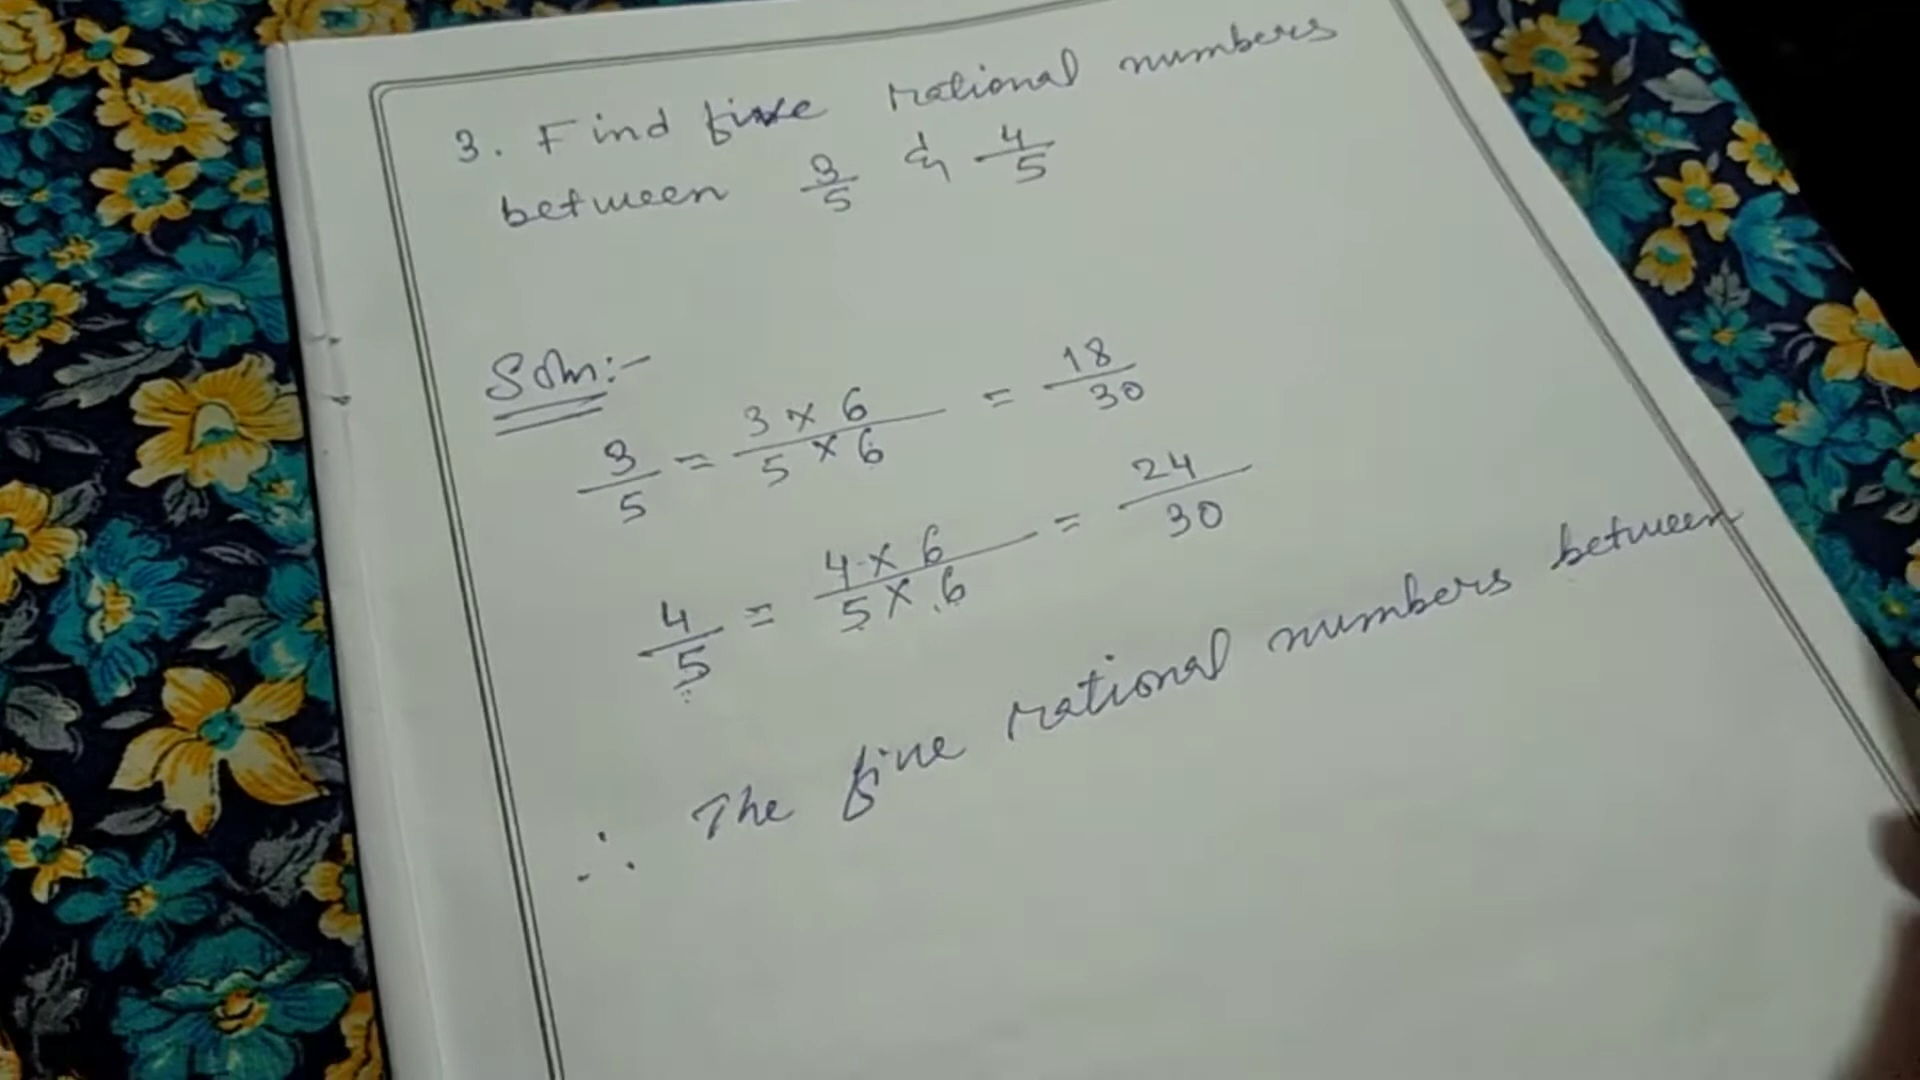 3. Find five rational numbers
between 3/5 & 4/5
Soln:-
3/5 = 3 × 6 / 5 × 6 = 18/30
4/5 = 4 × 6 / 5 × 6 = 24/30
∴ The five rational numbers between